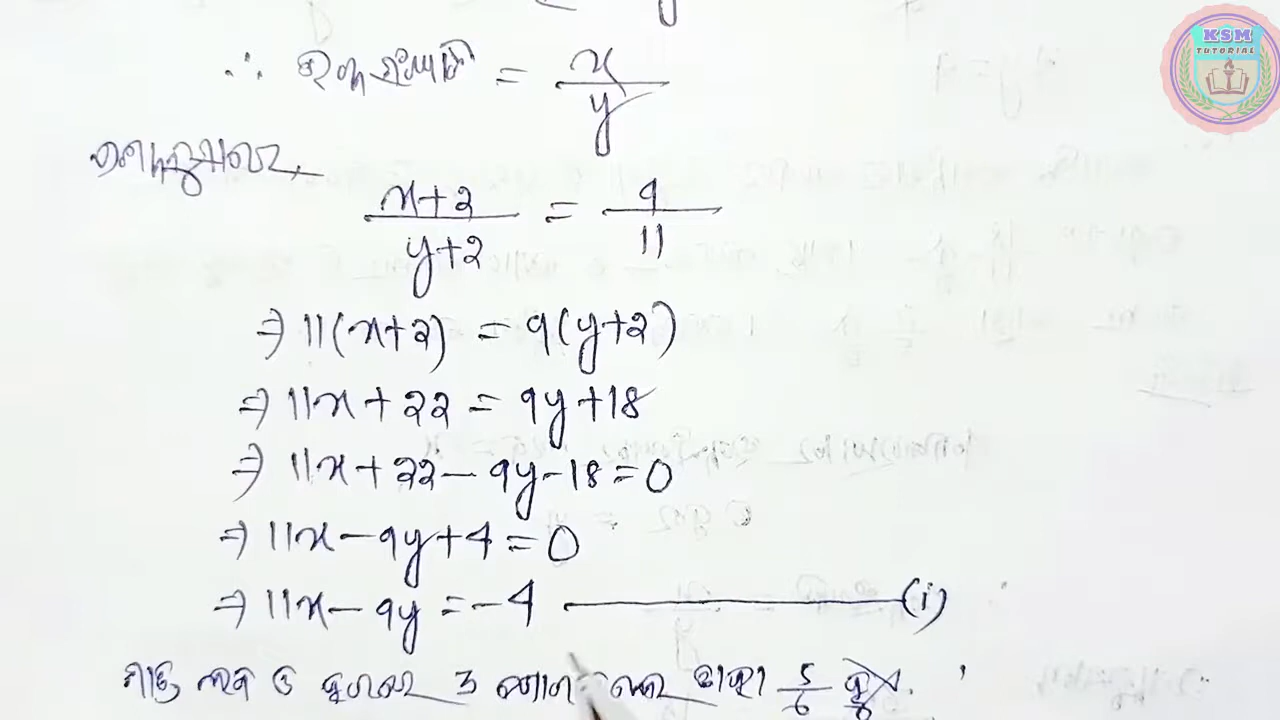 KSM
TUTORIAL
∴ ଭଗ୍ନସଂଖ୍ୟାଟି = x/y
ପ୍ରଶ୍ନାନୁସାରେ,
(x+2)/(y+2) = 9/11
⇒ 11(x+2) = 9(y+2)
⇒ 11x + 22 = 9y + 18
⇒ 11x + 22 - 9y - 18 = 0
⇒ 11x - 9y + 4 = 0
⇒ 11x - 9y = -4 ——— (i)
ଲବ ଓ ହରରେ 3 5/6